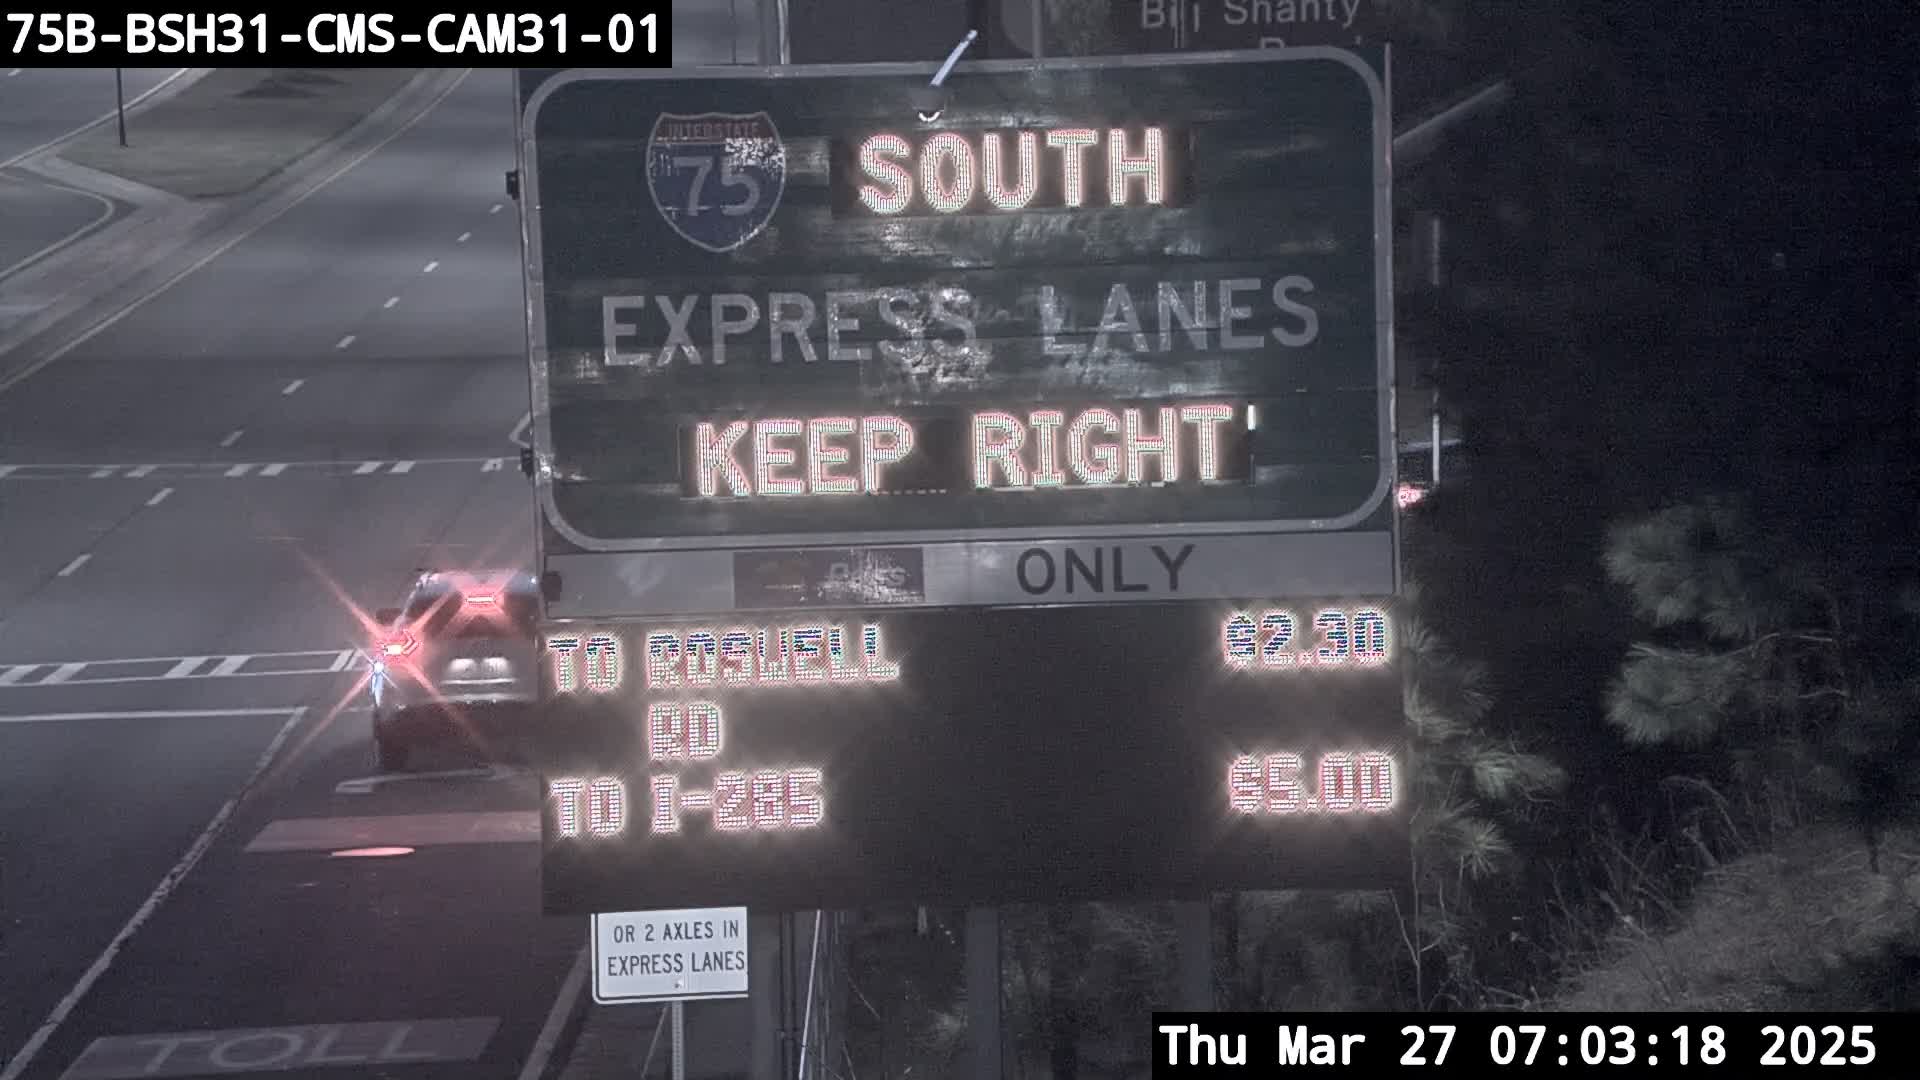 75B-BSH31-CMS-CAM31-01
Shanty
INTERSTATE
75
SOUTH
EXPRESS LANES
KEEP RIGHT
Pass ONLY
TO ROSWELL $2.30
RD
TO I-285 $5.00
OR 2 AXLES IN
EXPRESS LANES
TOLL
Thu Mar 27 07:03:18 2025